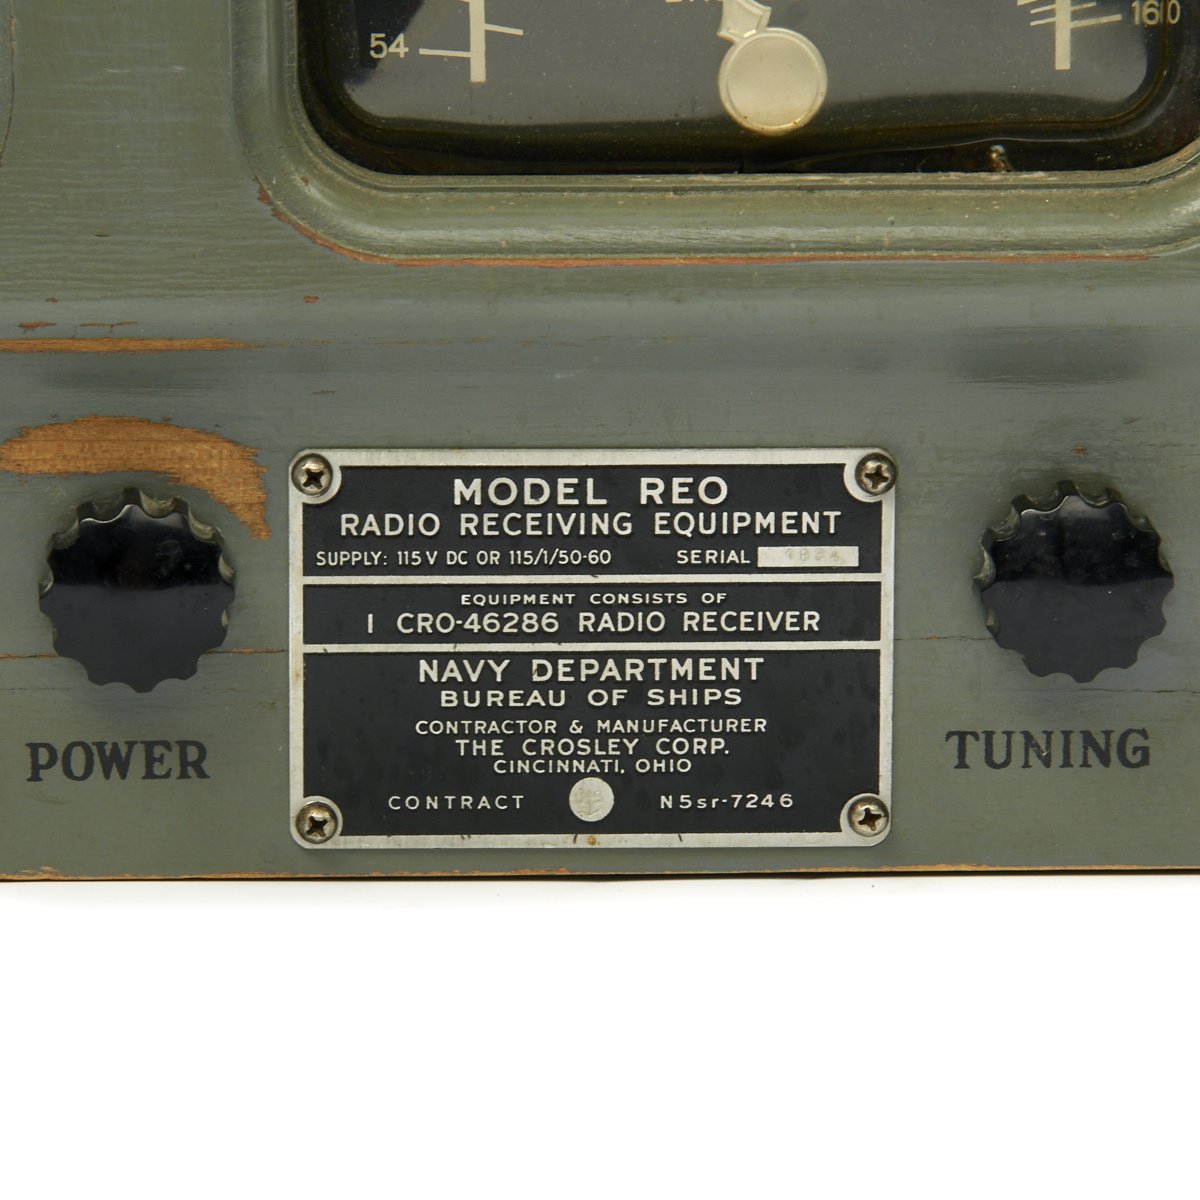 54
160
MODEL REO
RADIO RECEIVING EQUIPMENT
SUPPLY: 115 V DC OR 115/1/50-60 SERIAL
EQUIPMENT CONSISTS OF
1 CRO-46286 RADIO RECEIVER
NAVY DEPARTMENT
BUREAU OF SHIPS
CONTRACTOR & MANUFACTURER
THE CROSLEY CORP.
CINCINNATI, OHIO
CONTRACT N5sr-7246
POWER
TUNING